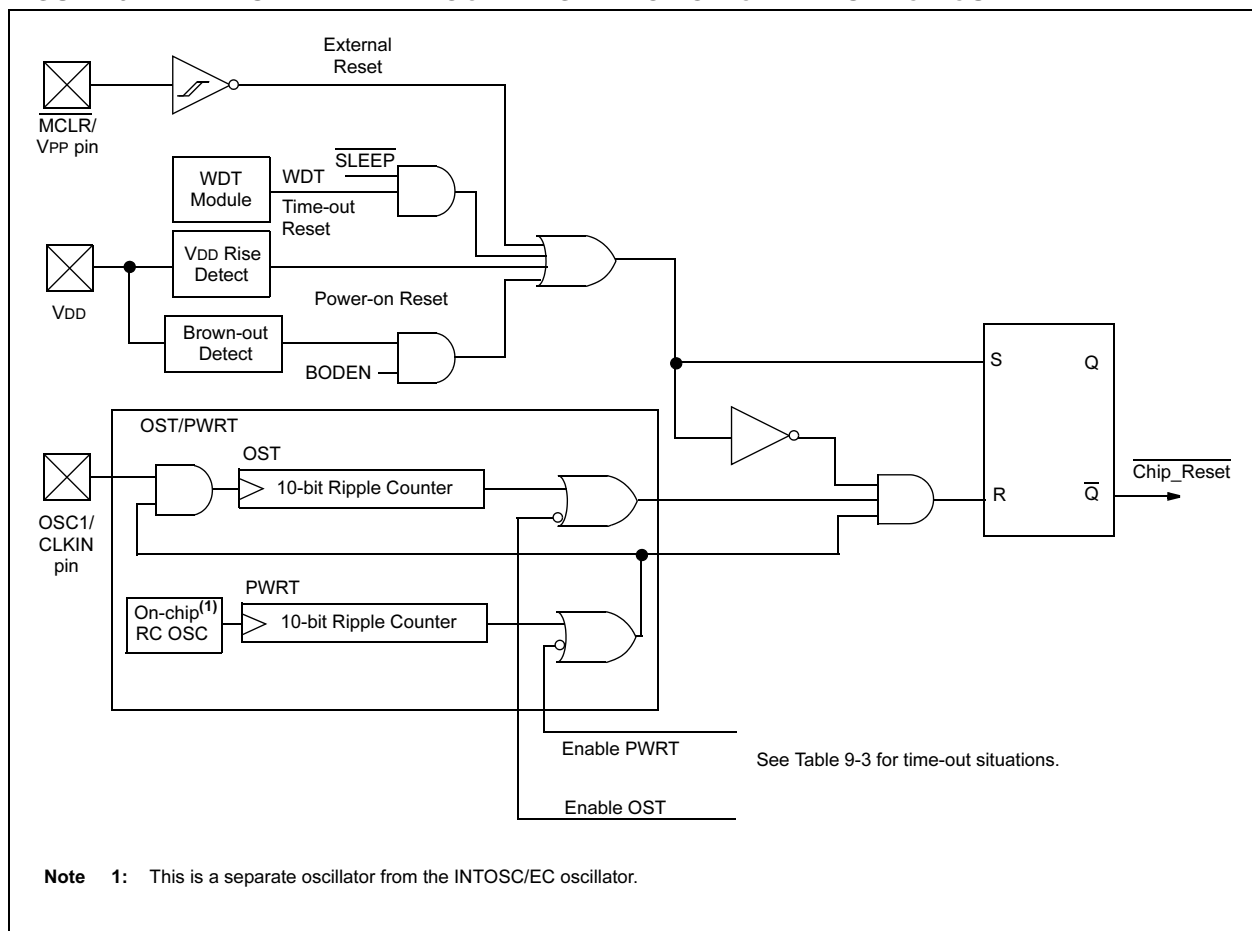 External
Reset
MCLR/
VPP pin
SLEEP
WDT
Module
WDT
Time-out
Reset
VDD Rise
Detect
VDD
Power-on Reset
Brown-out
Detect
BODEN
S
Q
OST/PWRT
OST
10-bit Ripple Counter
Chip_Reset
R
Q
OSC1/
CLKIN
pin
PWRT
On-chip(1)
RC OSC
10-bit Ripple Counter
Enable PWRT
See Table 9-3 for time-out situations.
Enable OST
Note 1: This is a separate oscillator from the INTOSC/EC oscillator.